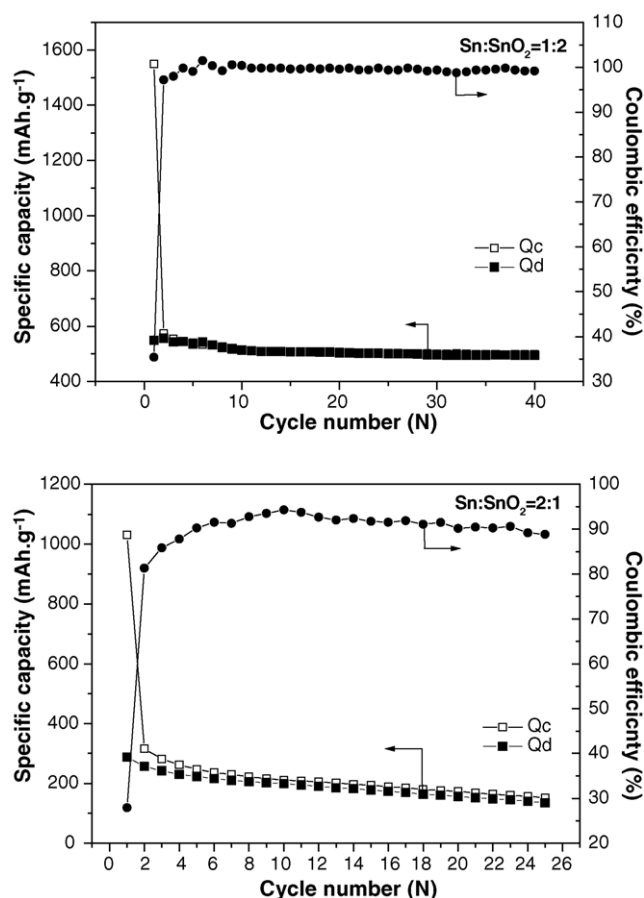 Sn:SnO₂=1:2
Specific capacity (mAh.g⁻¹)
1600
1400
1200
1000
800
600
400
110
100
90
80
70
60
50
40
30
Coulombic efficicnty (%)
Qc
Qd
0 10 20 30 40
Cycle number (N)
Sn:SnO₂=2:1
Specific capacity (mAh.g⁻¹)
1200
1000
800
600
400
200
0
100
90
80
70
60
50
40
30
20
Coulombic efficicnty (%)
Qc
Qd
0 2 4 6 8 10 12 14 16 18 20 22 24 26
Cycle number (N)